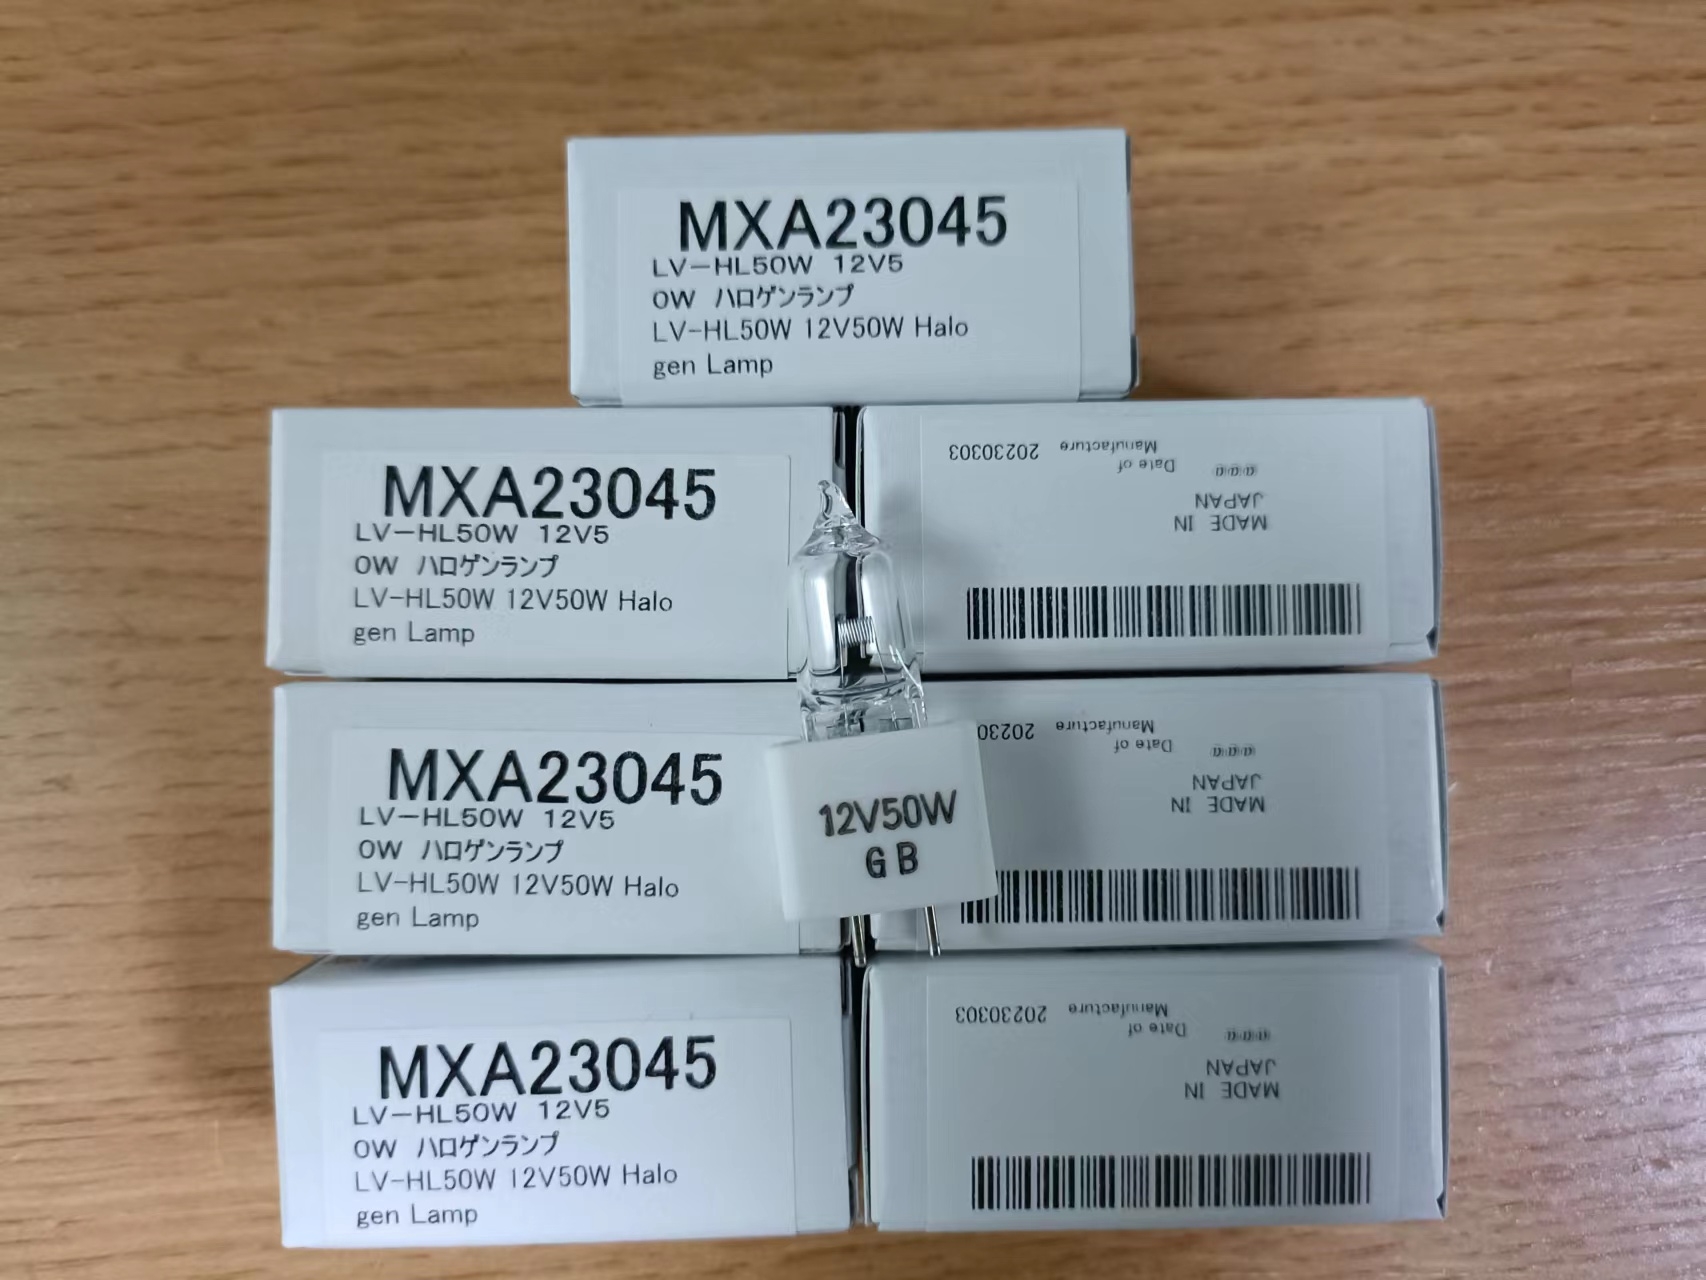 MXA23045
LV-HL50W 12V5
0W ハロゲンランプ
LV-HL50W 12V50W Halo
gen Lamp
MXA23045
LV-HL50W 12V5
0W ハロゲンランプ
LV-HL50W 12V50W Halo
gen Lamp
MADE IN
JAPAN
@@@
Date of
Manufacture 20230303
MXA23045
LV-HL50W 12V5
0W ハロゲンランプ
LV-HL50W 12V50W Halo
gen Lamp
12V50W
GB
MADE IN
JAPAN
@@@
Date of
Manufacture 20230
MXA23045
LV-HL50W 12V5
0W ハロゲンランプ
LV-HL50W 12V50W Halo
gen Lamp
MADE IN
JAPAN
@@@
Date of
Manufacture 20230303